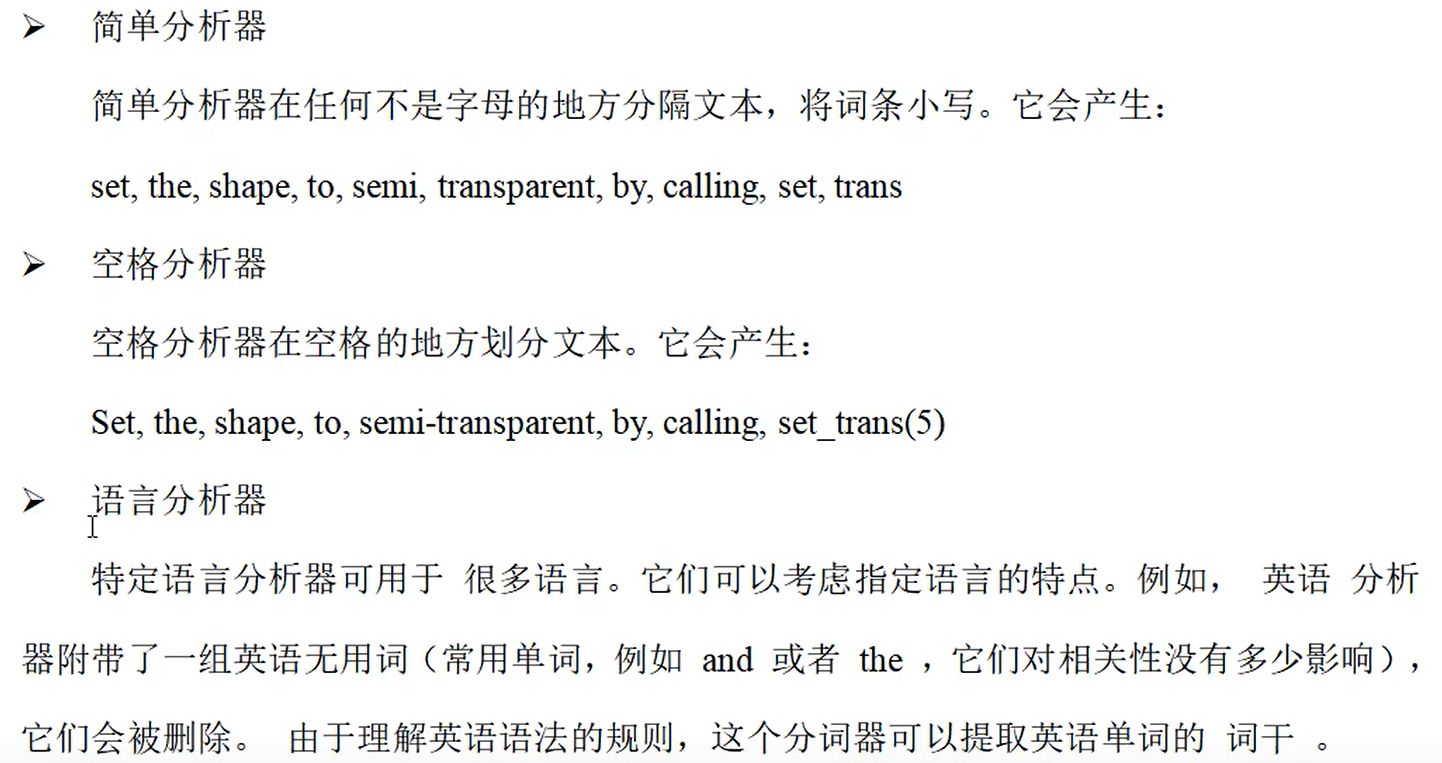 ➢ 简单分析器
简单分析器在任何不是字母的地方分隔文本，将词条小写。它会产生：
set, the, shape, to, semi, transparent, by, calling, set, trans
➢ 空格分析器
空格分析器在空格的地方划分文本。它会产生：
Set, the, shape, to, semi-transparent, by, calling, set_trans(5)
➢ 语言分析器
特定语言分析器可用于 很多语言。它们可以考虑指定语言的特点。例如， 英语 分析
器附带了一组英语无用词（常用单词，例如 and 或者 the ，它们对相关性没有多少影响），
它们会被删除。 由于理解英语语法的规则，这个分词器可以提取英语单词的 词干 。